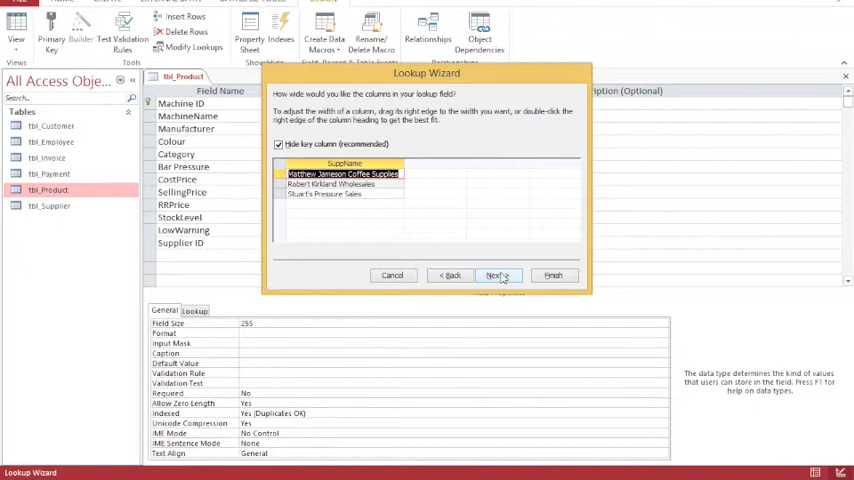 FILE
EXTERNAL DATA
DATABASE TOOLS
DESIGN
View
Primary
Key
Builder
Test Validation
Rules
Insert Rows
Delete Rows
Modify Lookups
Tools
Property
Sheet
Indexes
Show/Hide
Create Data
Macros
Rename/
Delete Macro
Relationships
Object
Dependencies
All Access Obje...
Search...
Tables
tbl_Customer
tbl_Employee
tbl_Invoice
tbl_Payment
tbl_Product
tbl_Supplier
tbl_Product
Field Name
ription (Optional)
Machine ID
MachineName
Manufacturer
Colour
Category
Bar Pressure
CostPrice
SellingPrice
RRPrice
StockLevel
LowWarning
Supplier ID
Lookup Wizard
How wide would you like the columns in your lookup field?
To adjust the width of a column, drag its right edge to the width you want, or double-click the
right edge of the column heading to get the best fit.
Hide key column (recommended)
SuppName
Matthew Jameson Coffee Supplies
Robert Kirkland Wholesales
Stuart's Pressure Sales
Cancel
< Back
Next >
Finish
General
Lookup
Field Size 255
Format
Input Mask
Caption
Default Value
Validation Rule
Validation Text
Required No
Allow Zero Length Yes
Indexed Yes (Duplicates OK)
Unicode Compression Yes
IME Mode No Control
IME Sentence Mode None
Text Align General
The data type determines the kind of values
that users can store in the field. Press F1 for
help on data types.
Lookup Wizard